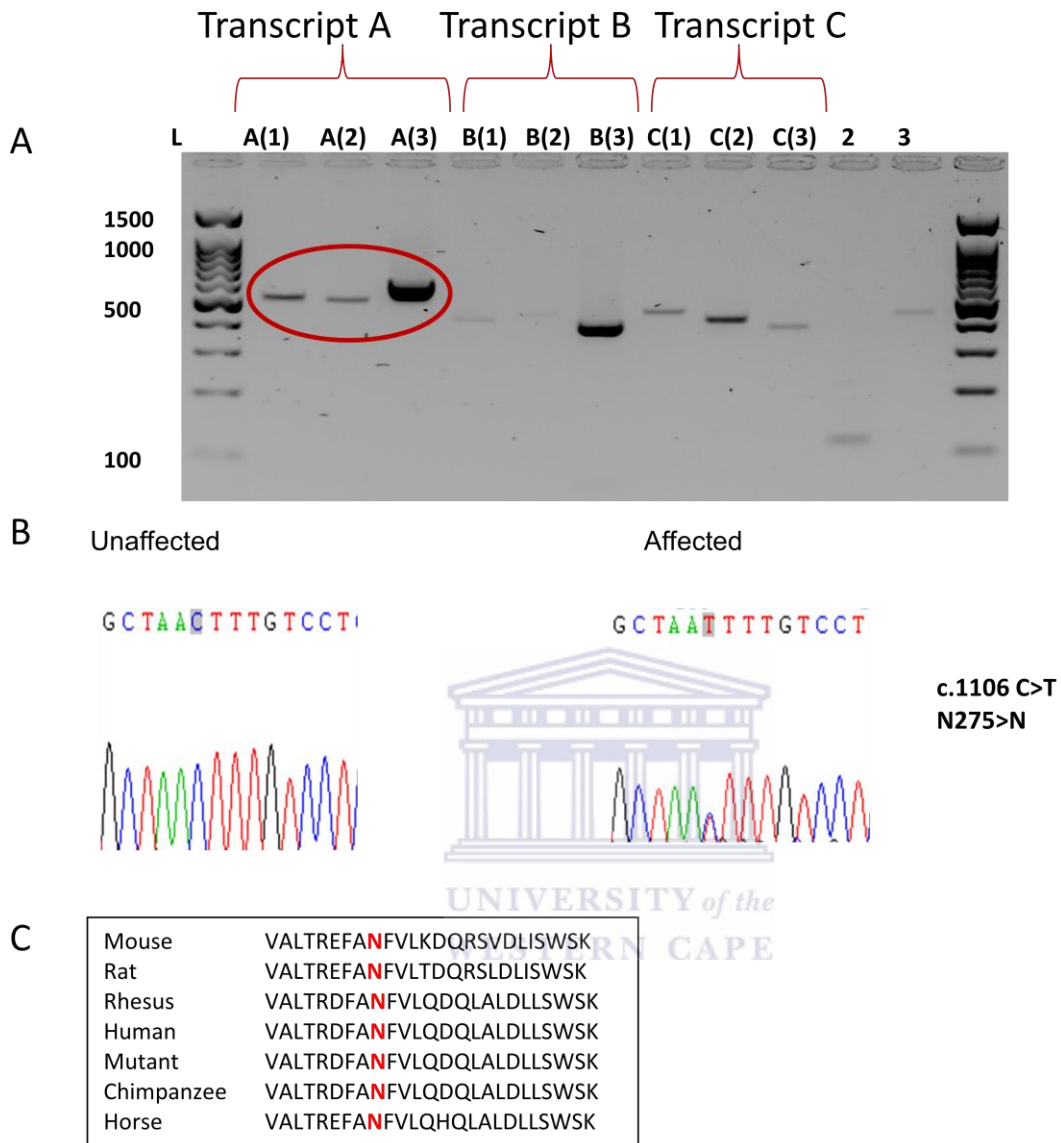 Transcript A Transcript B Transcript C
A
L A(1) A(2) A(3) B(1) B(2) B(3) C(1) C(2) C(3) 2 3
1500
1000
500
100
B
Unaffected Affected
GCTAACTTTGTCCT GCTAATTTTGTCCT
c.1106 C>T
N275>N
UNIVERSITY of the
WESTERN CAPE
C
Mouse VALTREFANFVLKDQRSVDLISWSK
Rat VALTREFANFVLTDQRSLDLISWSK
Rhesus VALTRDFANFVLQDQLALDLLSWSK
Human VALTRDFANFVLQDQLALDLLSWSK
Mutant VALTRDFANFVLQDQLALDLLSWSK
Chimpanzee VALTRDFANFVLQDQLALDLLSWSK
Horse VALTREFANFVLQHQLALDLLSWSK